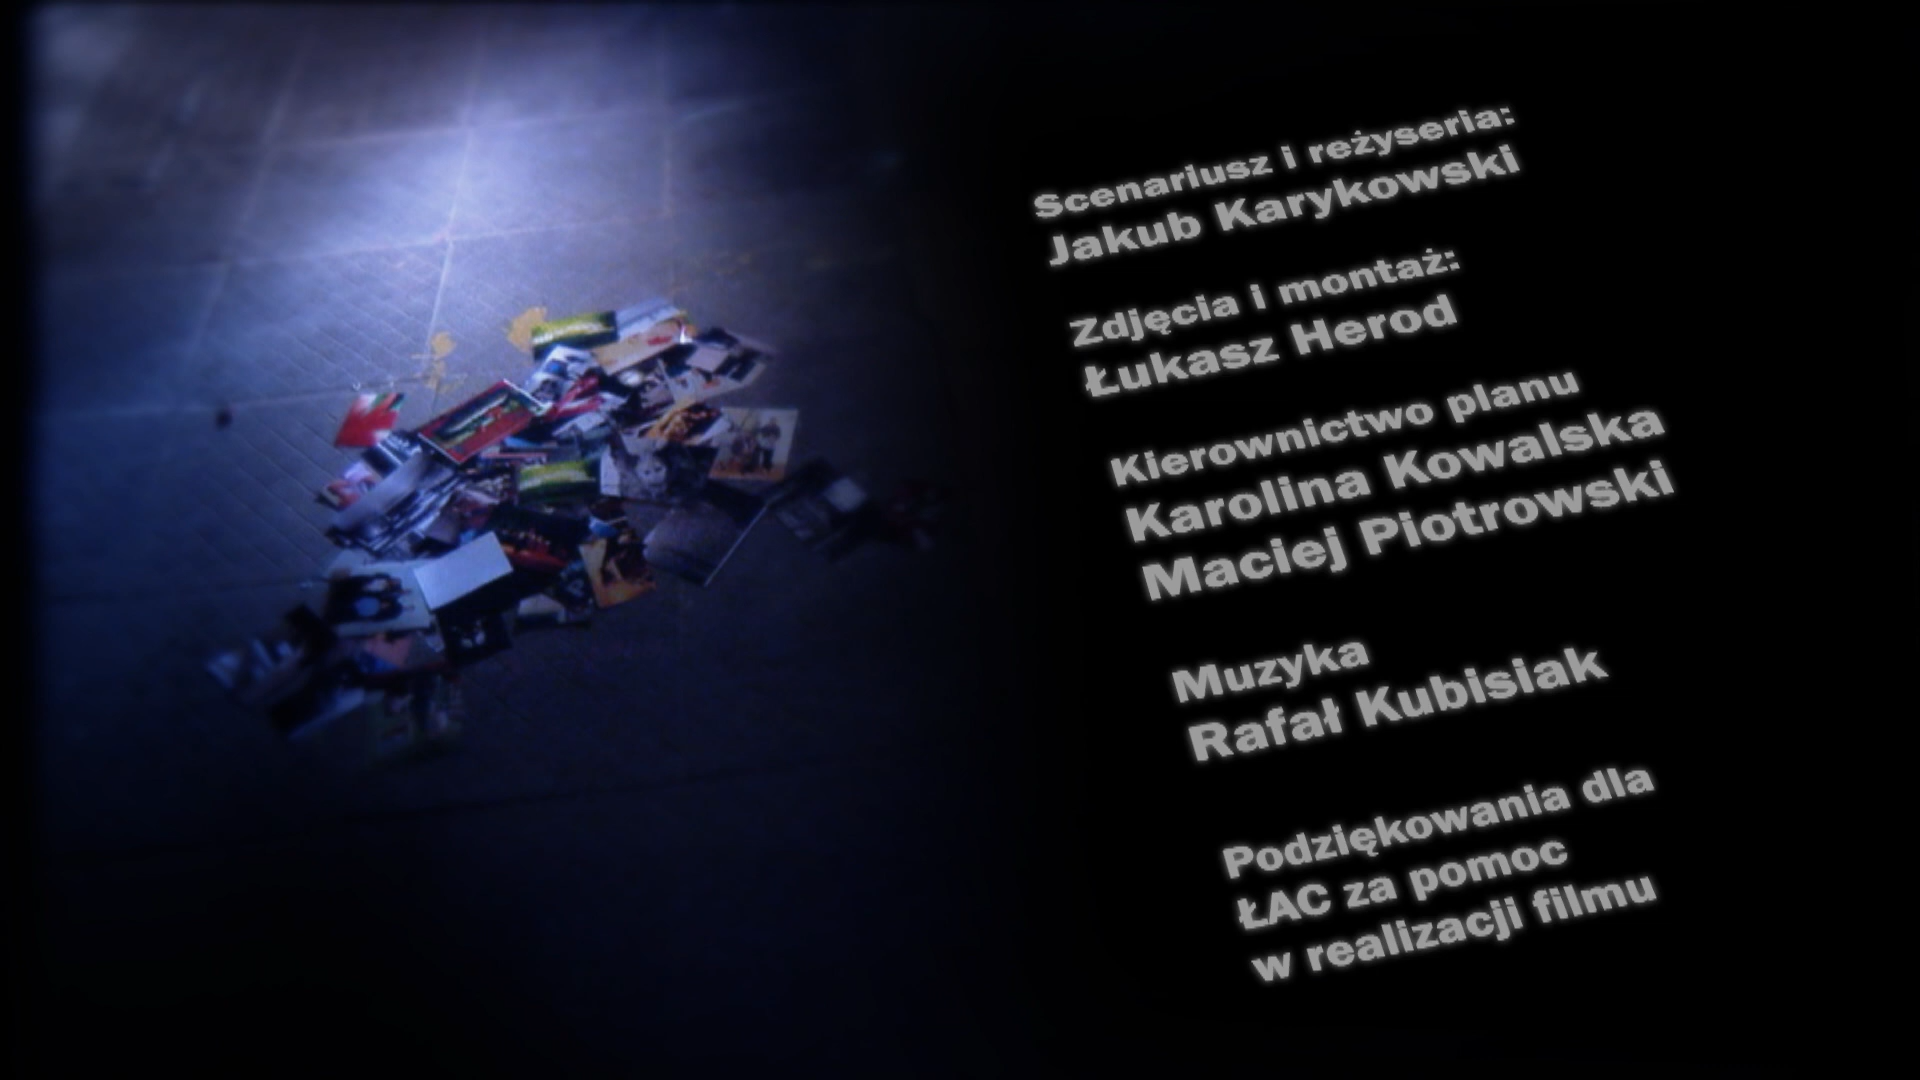 Scenariusz i reżyseria:
Jakub Karykowski
Zdjęcia i montaż:
Łukasz Herod
Kierownictwo planu
Karolina Kowalska
Maciej Piotrowski
Muzyka
Rafał Kubisiak
Podziękowania dla
ŁAC za pomoc
w realizacji filmu